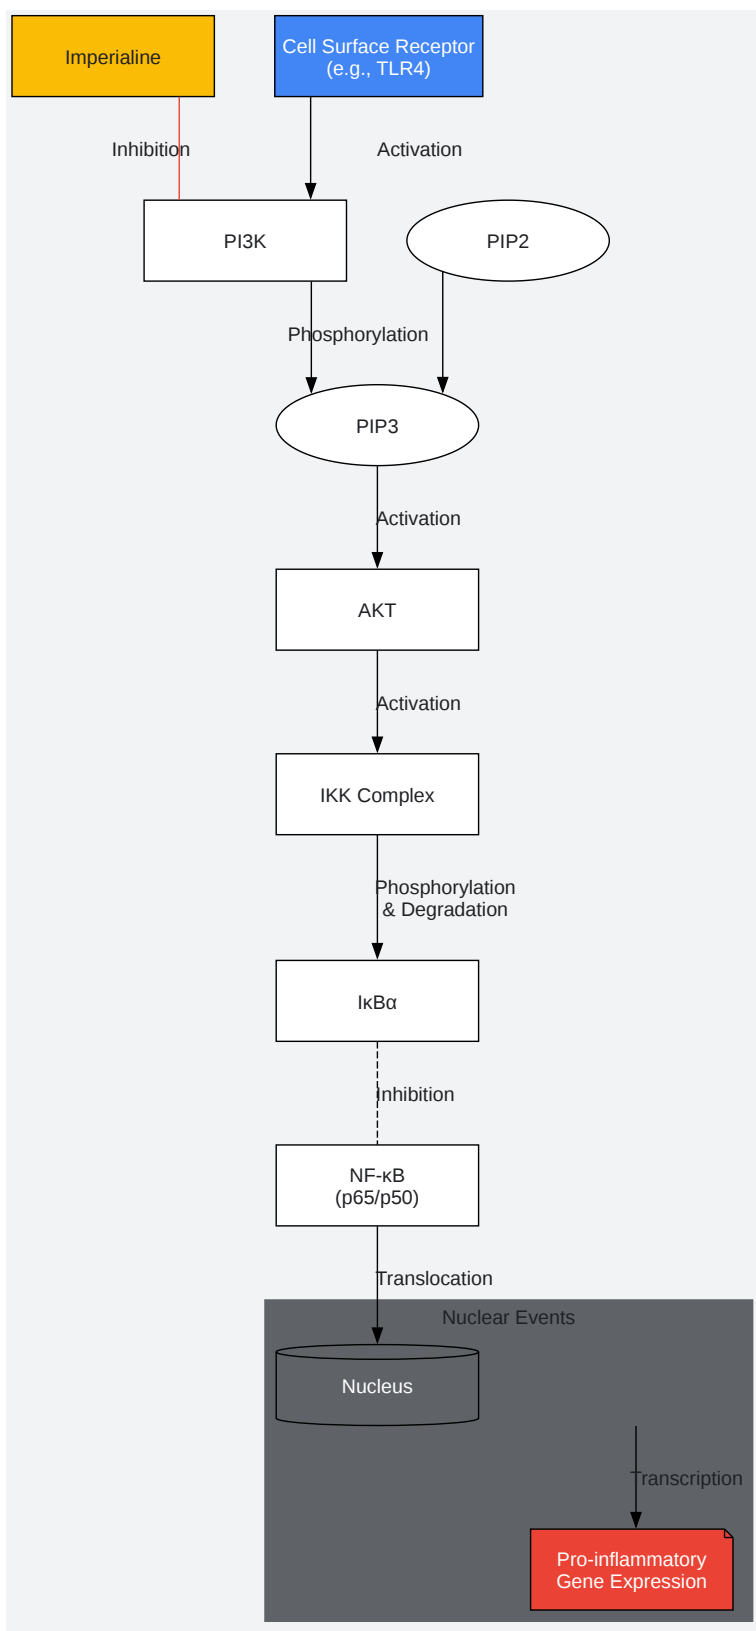 Imperialine
Cell Surface Receptor
(e.g., TLR4)
Inhibition
Activation
PI3K
PIP2
Phosphorylation
PIP3
Activation
AKT
Activation
IKK Complex
Phosphorylation
& Degradation
IκBα
Inhibition
NF-κB
(p65/p50)
Translocation
Nuclear Events
Nucleus
Transcription
Pro-inflammatory
Gene Expression